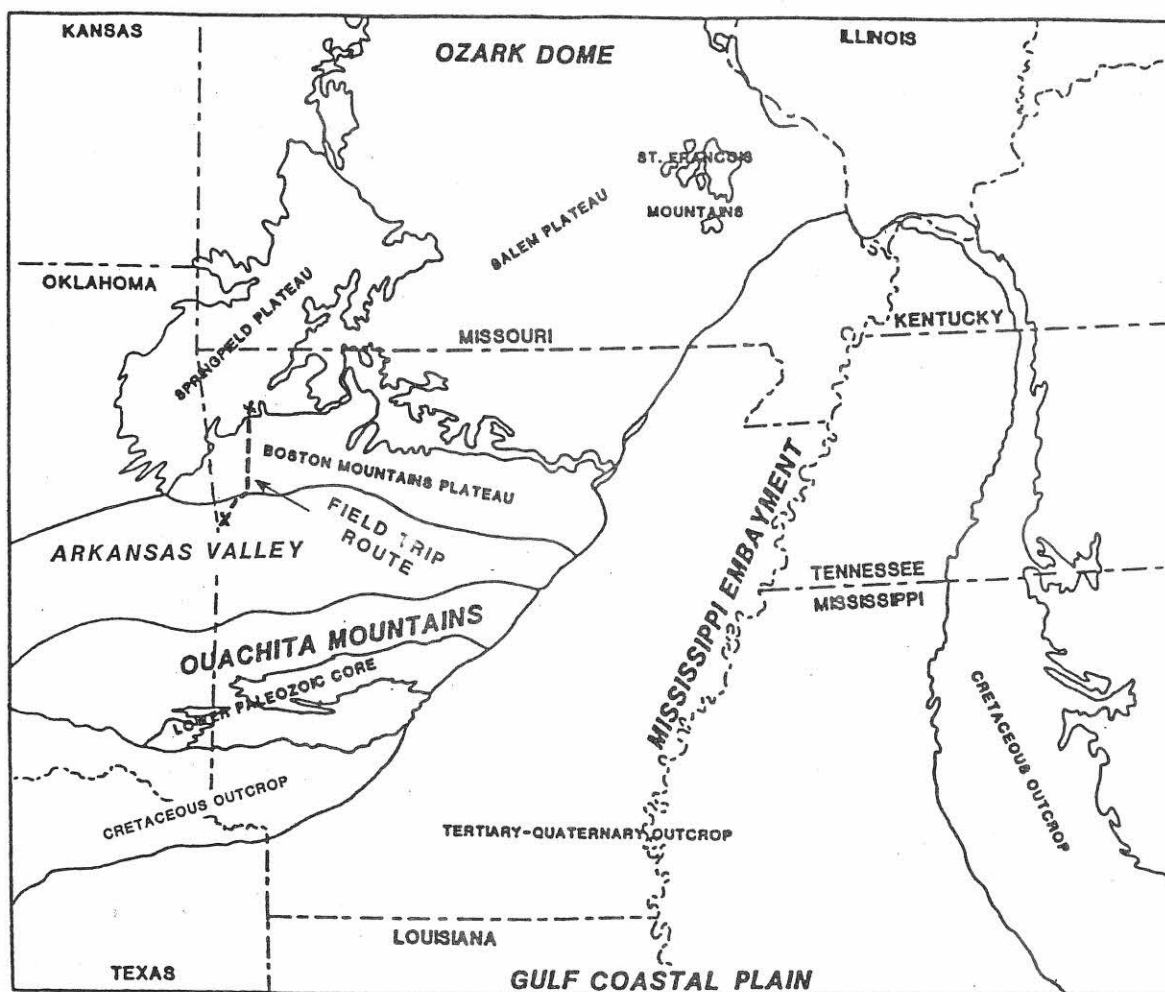 KANSAS
OZARK DOME
ILLINOIS
ST. FRANCOIS
MOUNTAINS
SALEM PLATEAU
OKLAHOMA
SPRINGFIELD PLATEAU
MISSOURI
KENTUCKY
X
BOSTON MOUNTAINS PLATEAU
FIELD TRIP
ROUTE
X
ARKANSAS VALLEY
MISSISSIPPI EMBAYMENT
TENNESSEE
MISSISSIPPI
OUACHITA MOUNTAINS
LOWER PALEOZOIC CORE
CRETACEOUS OUTCROP
CRETACEOUS OUTCROP
TERTIARY-QUATERNARY OUTCROP
LOUISIANA
TEXAS
GULF COASTAL PLAIN